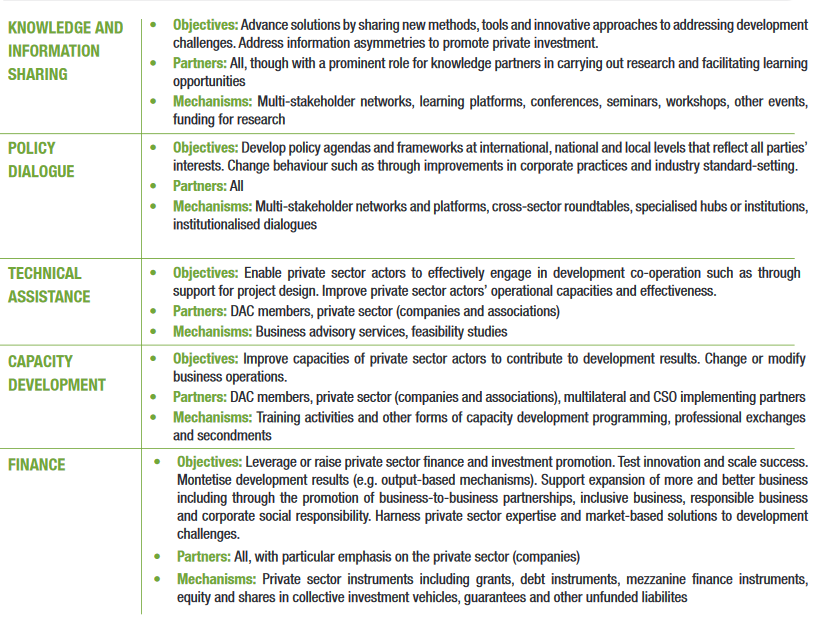 KNOWLEDGE AND
INFORMATION
SHARING
• Objectives: Advance solutions by sharing new methods, tools and innovative approaches to addressing development
challenges. Address information asymmetries to promote private investment.
• Partners: All, though with a prominent role for knowledge partners in carrying out research and facilitating learning
opportunities
• Mechanisms: Multi-stakeholder networks, learning platforms, conferences, seminars, workshops, other events,
funding for research
POLICY
DIALOGUE
• Objectives: Develop policy agendas and frameworks at international, national and local levels that reflect all parties'
interests. Change behaviour such as through improvements in corporate practices and industry standard-setting.
• Partners: All
• Mechanisms: Multi-stakeholder networks and platforms, cross-sector roundtables, specialised hubs or institutions,
institutionalised dialogues
TECHNICAL
ASSISTANCE
• Objectives: Enable private sector actors to effectively engage in development co-operation such as through
support for project design. Improve private sector actors' operational capacities and effectiveness.
• Partners: DAC members, private sector (companies and associations)
• Mechanisms: Business advisory services, feasibility studies
CAPACITY
DEVELOPMENT
• Objectives: Improve capacities of private sector actors to contribute to development results. Change or modify
business operations.
• Partners: DAC members, private sector (companies and associations), multilateral and CSO implementing partners
• Mechanisms: Training activities and other forms of capacity development programming, professional exchanges
and secondments
FINANCE
• Objectives: Leverage or raise private sector finance and investment promotion. Test innovation and scale success.
Montetise development results (e.g. output-based mechanisms). Support expansion of more and better business
including through the promotion of business-to-business partnerships, inclusive business, responsible business
and corporate social responsibility. Harness private sector expertise and market-based solutions to development
challenges.
• Partners: All, with particular emphasis on the private sector (companies)
• Mechanisms: Private sector instruments including grants, debt instruments, mezzanine finance instruments,
equity and shares in collective investment vehicles, guarantees and other unfunded liabilites